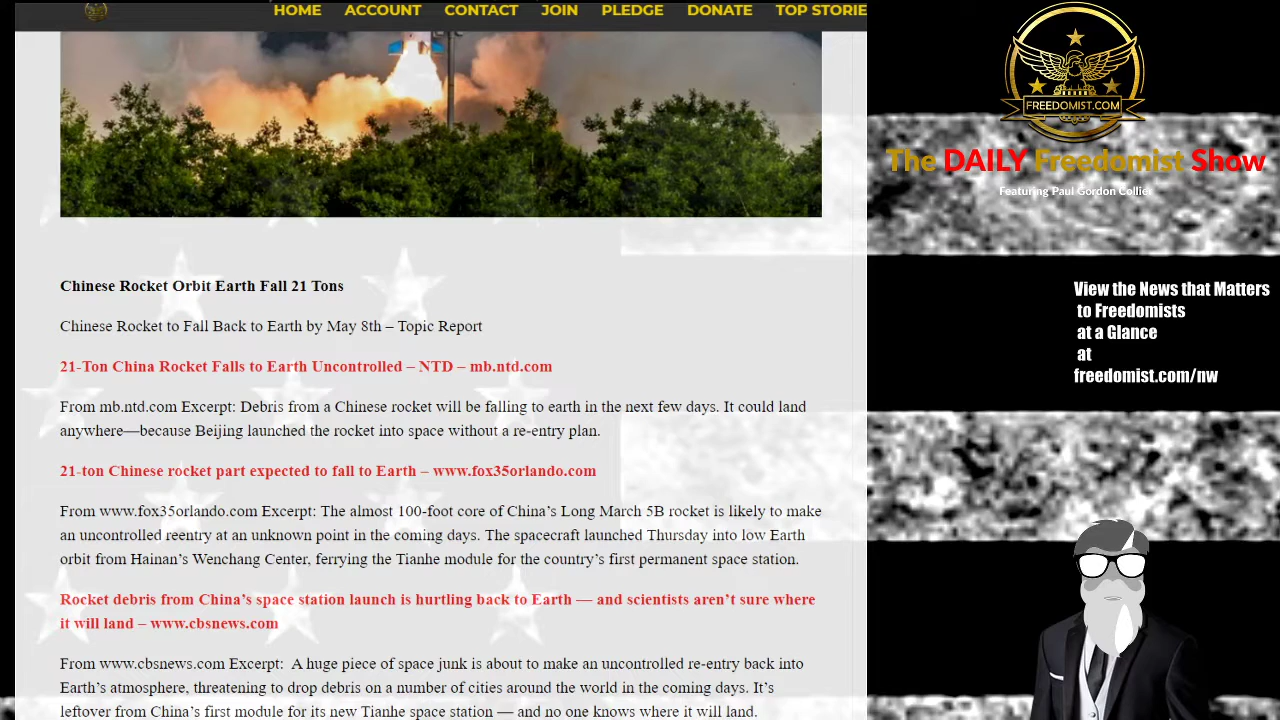 HOME ACCOUNT CONTACT JOIN PLEDGE DONATE TOP STORIE
FREEDOMIST.COM
The DAILY Freedomist Show
Featuring Paul Gordon Collier
Chinese Rocket Orbit Earth Fall 21 Tons
Chinese Rocket to Fall Back to Earth by May 8th – Topic Report
21-Ton China Rocket Falls to Earth Uncontrolled – NTD – mb.ntd.com
From mb.ntd.com Excerpt: Debris from a Chinese rocket will be falling to earth in the next few days. It could land
anywhere—because Beijing launched the rocket into space without a re-entry plan.
21-ton Chinese rocket part expected to fall to Earth – www.fox35orlando.com
From www.fox35orlando.com Excerpt: The almost 100-foot core of China’s Long March 5B rocket is likely to make
an uncontrolled reentry at an unknown point in the coming days. The spacecraft launched Thursday into low Earth
orbit from Hainan’s Wenchang Center, ferrying the Tianhe module for the country’s first permanent space station.
Rocket debris from China’s space station launch is hurtling back to Earth — and scientists aren’t sure where
it will land – www.cbsnews.com
From www.cbsnews.com Excerpt:  A huge piece of space junk is about to make an uncontrolled re-entry back into
Earth’s atmosphere, threatening to drop debris on a number of cities around the world in the coming days. It’s
leftover from China’s first module for its new Tianhe space station — and no one knows where it will land.
View the News that Matters
to Freedomists
at a Glance
at
freedomist.com/nw